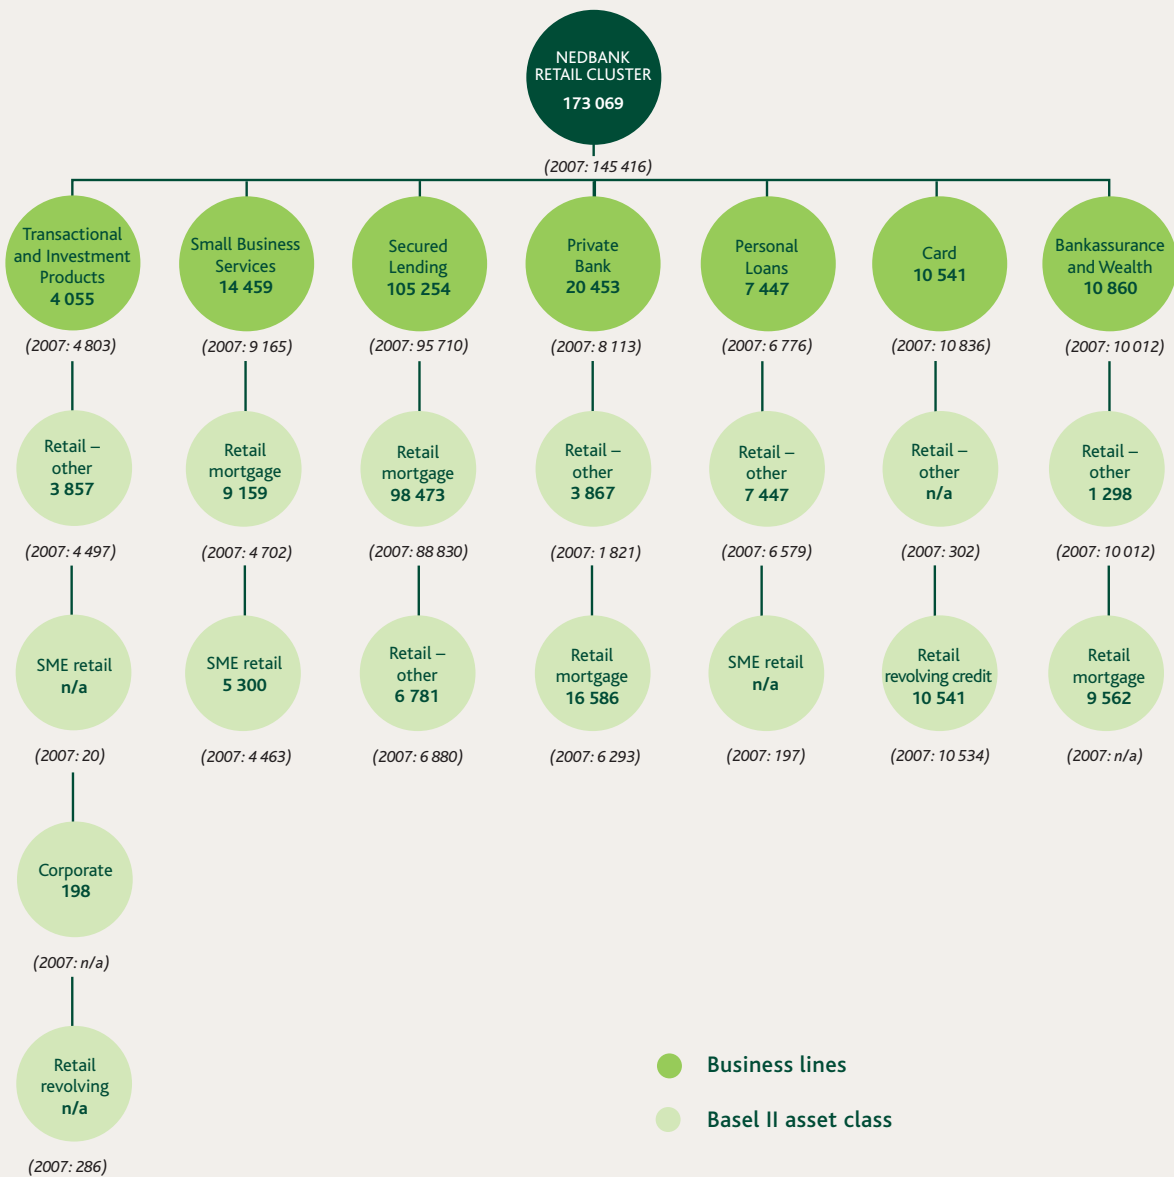 NEDBANK
RETAIL CLUSTER
173 069
(2007: 145 416)
Transactional
and Investment
Products
4 055
(2007: 4 803)
Retail –
other
3 857
(2007: 4 497)
SME retail
n/a
(2007: 20)
Corporate
198
(2007: n/a)
Retail
revolving
n/a
(2007: 286)
Small Business
Services
14 459
(2007: 9 165)
Retail
mortgage
9 159
(2007: 4 702)
SME retail
5 300
(2007: 4 463)
Secured
Lending
105 254
(2007: 95 710)
Retail
mortgage
98 473
(2007: 88 830)
Retail –
other
6 781
(2007: 6 880)
Private
Bank
20 453
(2007: 8 113)
Retail –
other
3 867
(2007: 1 821)
Retail
mortgage
16 586
(2007: 6 293)
Personal
Loans
7 447
(2007: 6 776)
Retail –
other
7 447
(2007: 6 579)
SME retail
n/a
(2007: 197)
Card
10 541
(2007: 10 836)
Retail –
other
n/a
(2007: 302)
Retail
revolving credit
10 541
(2007: 10 534)
Bankassurance
and Wealth
10 860
(2007: 10 012)
Retail –
other
1 298
(2007: 10 012)
Retail
mortgage
9 562
(2007: n/a)
Business lines
Basel II asset class